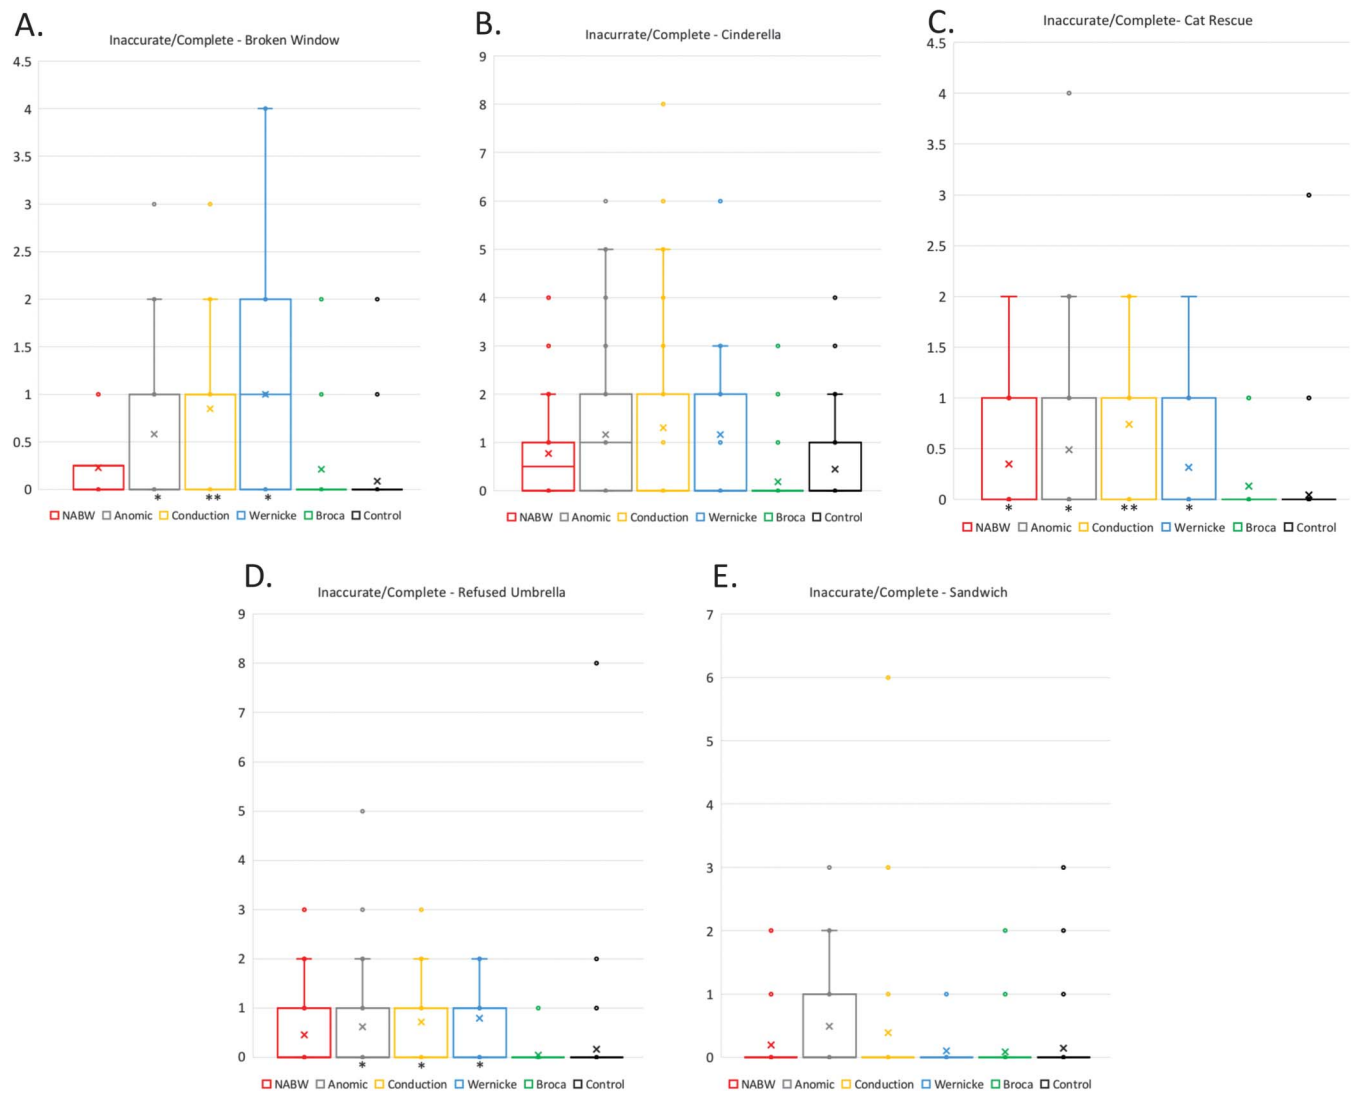 A.
Inaccurate/Complete - Broken Window
4.5
4
3.5
3
2.5
2
1.5
1
0.5
0
* ** *
NABW Anomic Conduction Wernicke Broca Control
B.
Inacurrate/Complete - Cinderella
9
8
7
6
5
4
3
2
1
0
NABW Anomic Conduction Wernicke Broca Control
C.
Inaccurate/Complete- Cat Rescue
4.5
4
3.5
3
2.5
2
1.5
1
0.5
0
* * ** *
NABW Anomic Conduction Wernicke Broca Control
D.
Inaccurate/Complete - Refused Umbrella
9
8
7
6
5
4
3
2
1
0
* * *
NABW Anomic Conduction Wernicke Broca Control
E.
Inaccurate/Complete - Sandwich
7
6
5
4
3
2
1
0
NABW Anomic Conduction Wernicke Broca Control